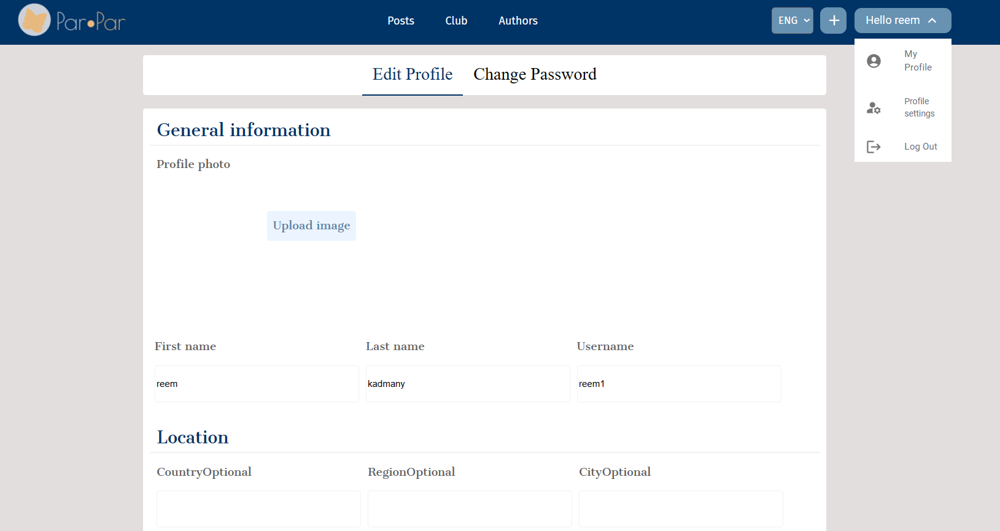 Par•Par
Posts Club Authors
ENG
Hello reem
My
Profile
Profile
settings
Log Out
Edit Profile Change Password
General information
Profile photo
Upload image
First name Last name Username
reem kadmany reem1
Location
CountryOptional RegionOptional CityOptional